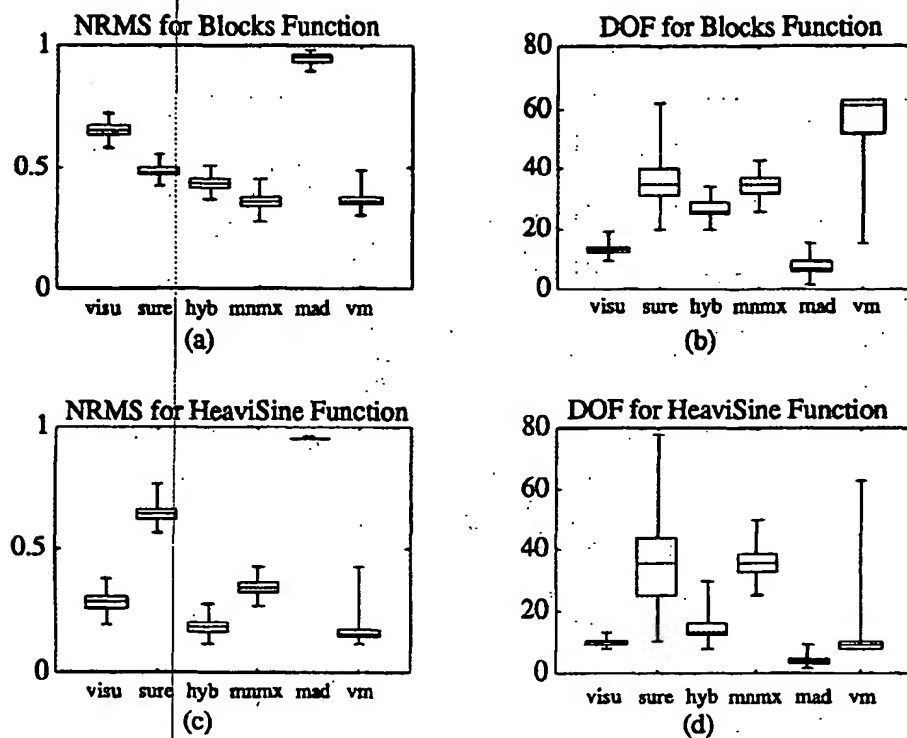 NRMS for Blocks Function
1
0.5
0
visu sure hyb mnmx mad vm
(a)
DOF for Blocks Function
80
60
40
20
0
visu sure hyb mnmx mad vm
(b)
NRMS for HeaviSine Function
1
0.5
0
visu sure hyb mnmx mad vm
(c)
DOF for HeaviSine Function
80
60
40
20
0
visu sure hyb mnmx mad vm
(d)